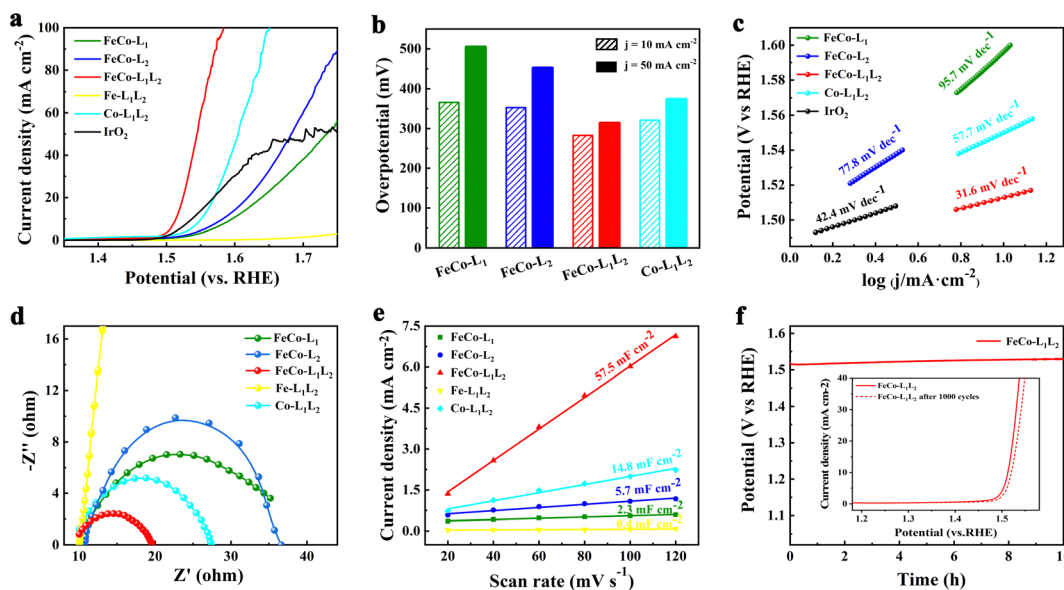 a
Current density (mA cm⁻²)
100
80
60
40
20
0
1.4
1.5
1.6
1.7
Potential (vs. RHE)
FeCo-L₁
FeCo-L₂
FeCo-L₁L₂
Fe-L₁L₂
Co-L₁L₂
IrO₂
b
Overpotential (mV)
500
400
300
200
100
0
j = 10 mA cm⁻²
j = 50 mA cm⁻²
FeCo-L₁
FeCo-L₂
FeCo-L₁L₂
Co-L₁L₂
c
Potential (V vs RHE)
1.60
1.58
1.56
1.54
1.52
1.50
0.0
0.2
0.4
0.6
0.8
1.0
1.2
1.4
log (j/mA·cm⁻²)
FeCo-L₁
FeCo-L₂
FeCo-L₁L₂
Co-L₁L₂
IrO₂
95.7 mV dec⁻¹
57.7 mV dec⁻¹
77.8 mV dec⁻¹
31.6 mV dec⁻¹
42.4 mV dec⁻¹
d
-Z'' (ohm)
16
12
8
4
0
10
20
30
40
Z' (ohm)
FeCo-L₁
FeCo-L₂
FeCo-L₁L₂
Fe-L₁L₂
Co-L₁L₂
e
Current density (mA cm⁻²)
7.5
6.0
4.5
3.0
1.5
0.0
20
40
60
80
100
120
Scan rate (mV s⁻¹)
FeCo-L₁
FeCo-L₂
FeCo-L₁L₂
Fe-L₁L₂
Co-L₁L₂
57.5 mF cm⁻²
14.8 mF cm⁻²
5.7 mF cm⁻²
2.3 mF cm⁻²
f
Potential (V vs RHE)
1.6
1.5
1.4
1.3
1.2
1.1
0
2
4
6
8
10
Time (h)
FeCo-L₁L₂
Current density (mA cm-2)
40
30
20
10
0
1.2
1.3
1.4
1.5
Potential (vs.RHE)
FeCo-L₁L₂
FeCo-L₁L₂ after 1000 cycles